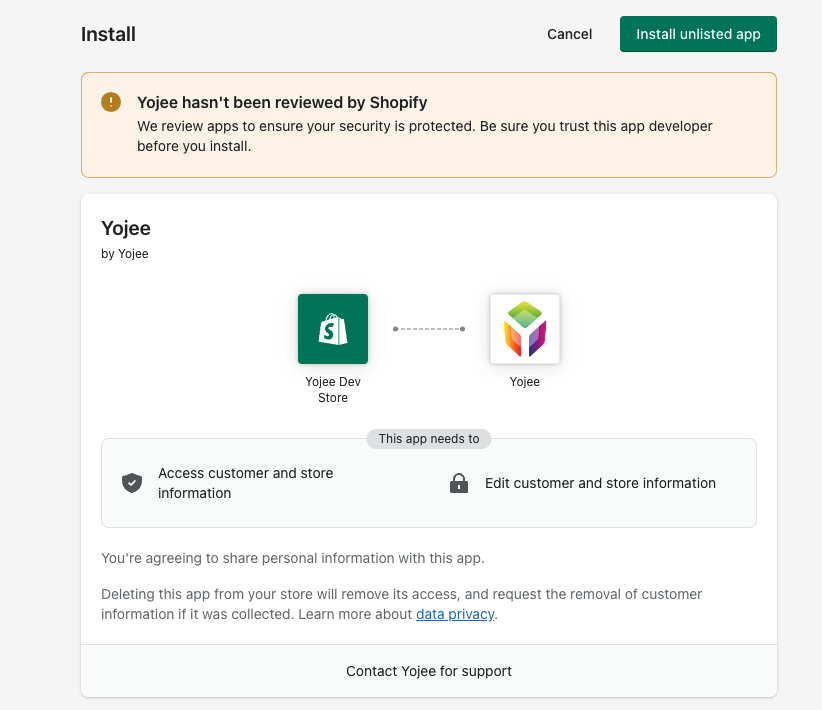 Install
Cancel
Install unlisted app
Yojee hasn't been reviewed by Shopify
We review apps to ensure your security is protected. Be sure you trust this app developer
before you install.
Yojee
by Yojee
S
Yojee Dev
Store
Yojee
This app needs to
Access customer and store
information
Edit customer and store information
You're agreeing to share personal information with this app.
Deleting this app from your store will remove its access, and request the removal of customer
information if it was collected. Learn more about data privacy.
Contact Yojee for support